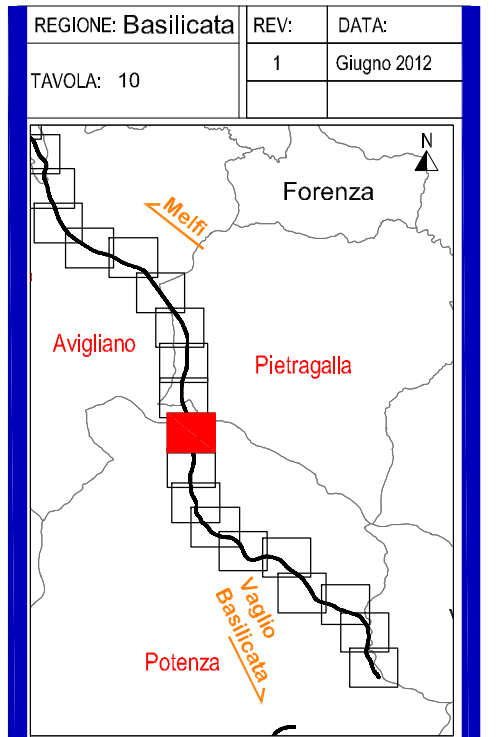 REGIONE: Basilicata
REV:
DATA:
TAVOLA: 10
1
Giugno 2012
N
Forenza
Melfi
Avigliano
Pietragalla
Vaglio
Basilicata
Potenza